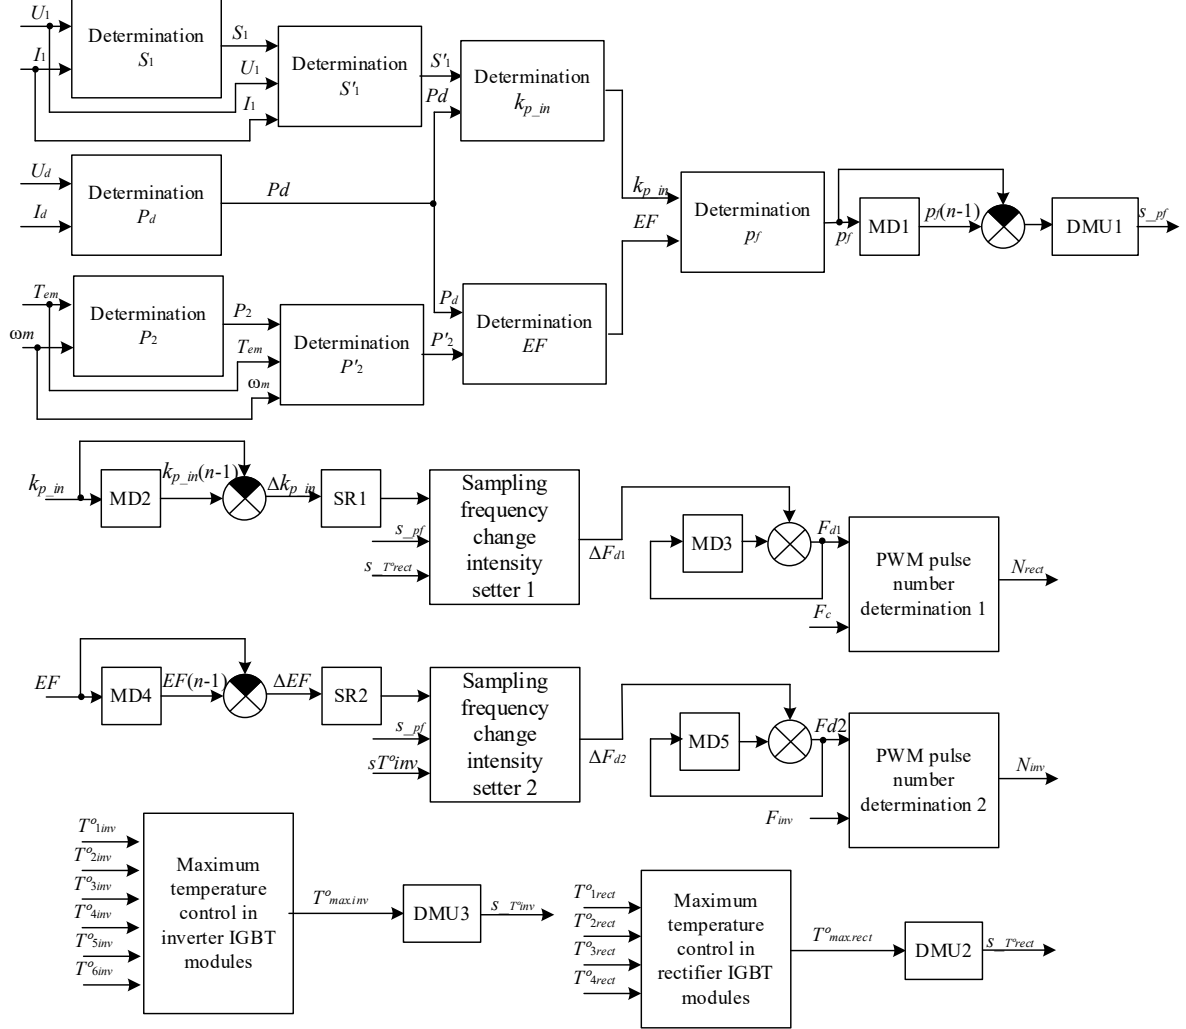 U1
I1
Determination
S1
S1
U1
I1
Determination
S'1
S'1
Pd
Determination
kp_in
Ud
Id
Determination
Pd
Pd
kp_in
EF
Determination
pf
pf
MD1
pf(n-1)
DMU1
s_pf
Tem
ωm
Determination
P2
P2
Tem
ωm
Determination
P'2
Pd
P'2
Determination
EF
kp_in
MD2
kp_in(n-1)
Δkp_in
SR1
s_pf
s_T°rect
Sampling
frequency
change
intensity
setter 1
ΔFd1
MD3
Fd1
Fc
PWM pulse
number
determination 1
Nrect
EF
MD4
EF(n-1)
ΔEF
SR2
s_pf
sT°inv
Sampling
frequency
change
intensity
setter 2
ΔFd2
MD5
Fd2
Finv
PWM pulse
number
determination 2
Ninv
T°1inv
T°2inv
T°3inv
T°4inv
T°5inv
T°6inv
Maximum
temperature
control in
inverter IGBT
modules
T°max.inv
DMU3
s_T°inv
T°1rect
T°2rect
T°3rect
T°4rect
Maximum
temperature
control in
rectifier IGBT
modules
T°max.rect
DMU2
s_T°rect